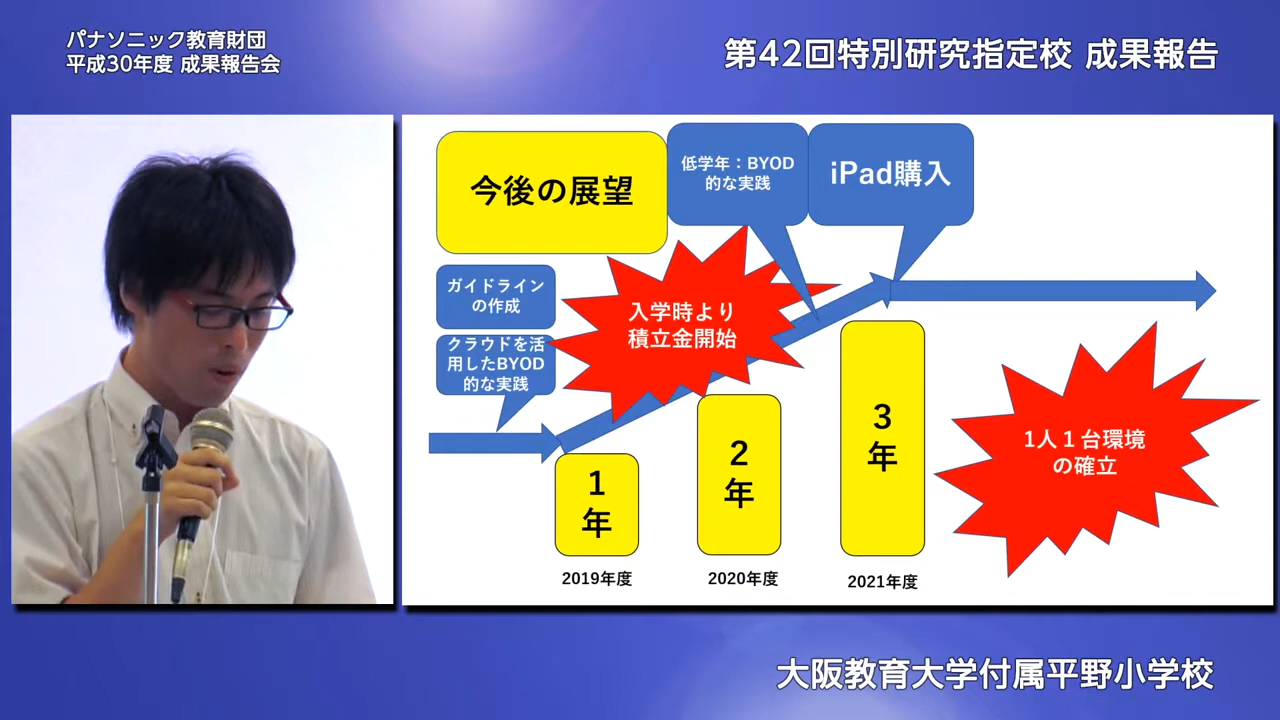 パナソニック教育財団
平成30年度 成果報告会
第42回特別研究指定校 成果報告
今後の展望
低学年：BYOD
的な実践
iPad購入
ガイドライン
の作成
クラウドを活
用したBYOD
的な実践
入学時より
積立金開始
1人１台環境
の確立
1
年
2
年
3
年
2019年度
2020年度
2021年度
大阪教育大学付属平野小学校